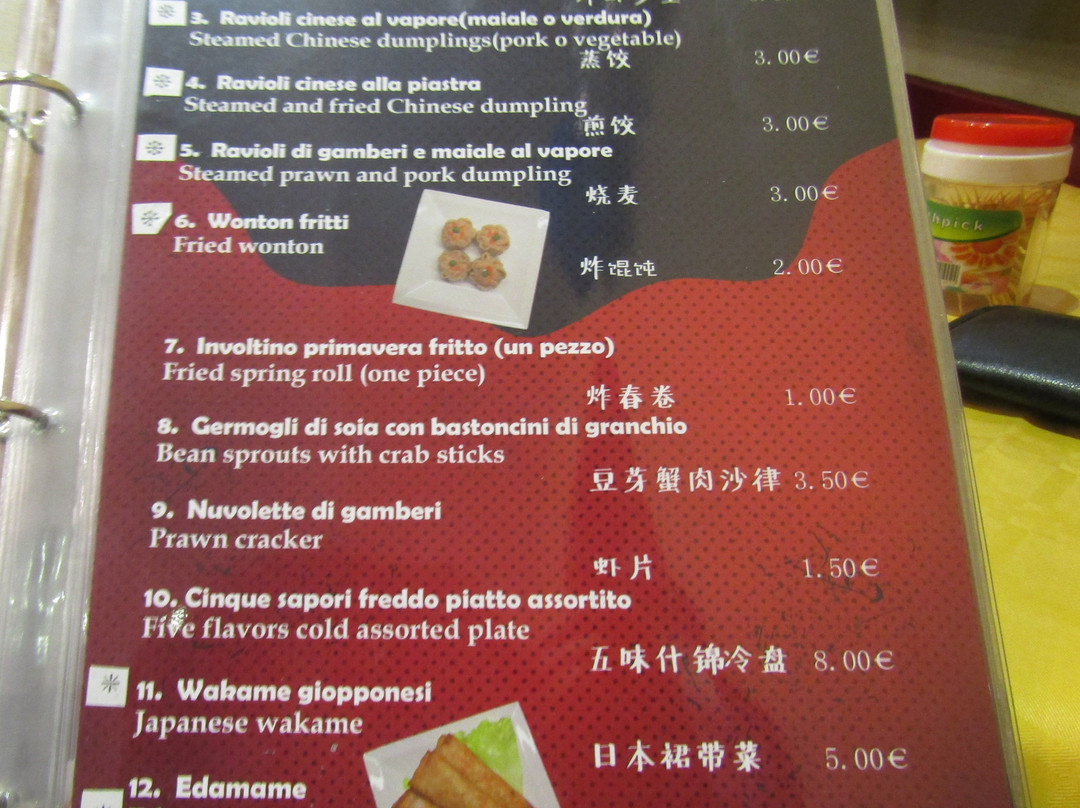 3. Ravioli cinese al vapore(maiale o verdura)
Steamed Chinese dumplings(pork o vegetable)
蒸饺 3.00€
4. Ravioli cinese alla piastra
Steamed and fried Chinese dumpling
煎饺 3.00€
5. Ravioli di gamberi e maiale al vapore
Steamed prawn and pork dumpling
烧麦 3.00€
6. Wonton fritti
Fried wonton
炸馄饨 2.00€
7. Involtino primavera fritto (un pezzo)
Fried spring roll (one piece)
炸春卷 1.00€
8. Germogli di soia con bastoncini di granchio
Bean sprouts with crab sticks
豆芽蟹肉沙律 3.50€
9. Nuvolette di gamberi
Prawn cracker
虾片 1.50€
10. Cinque sapori freddo piatto assortito
Five flavors cold assorted plate
五味什锦冷盘 8.00€
11. Wakame giopponesi
Japanese wakame
日本裙带菜 5.00€
12. Edamame
hpick